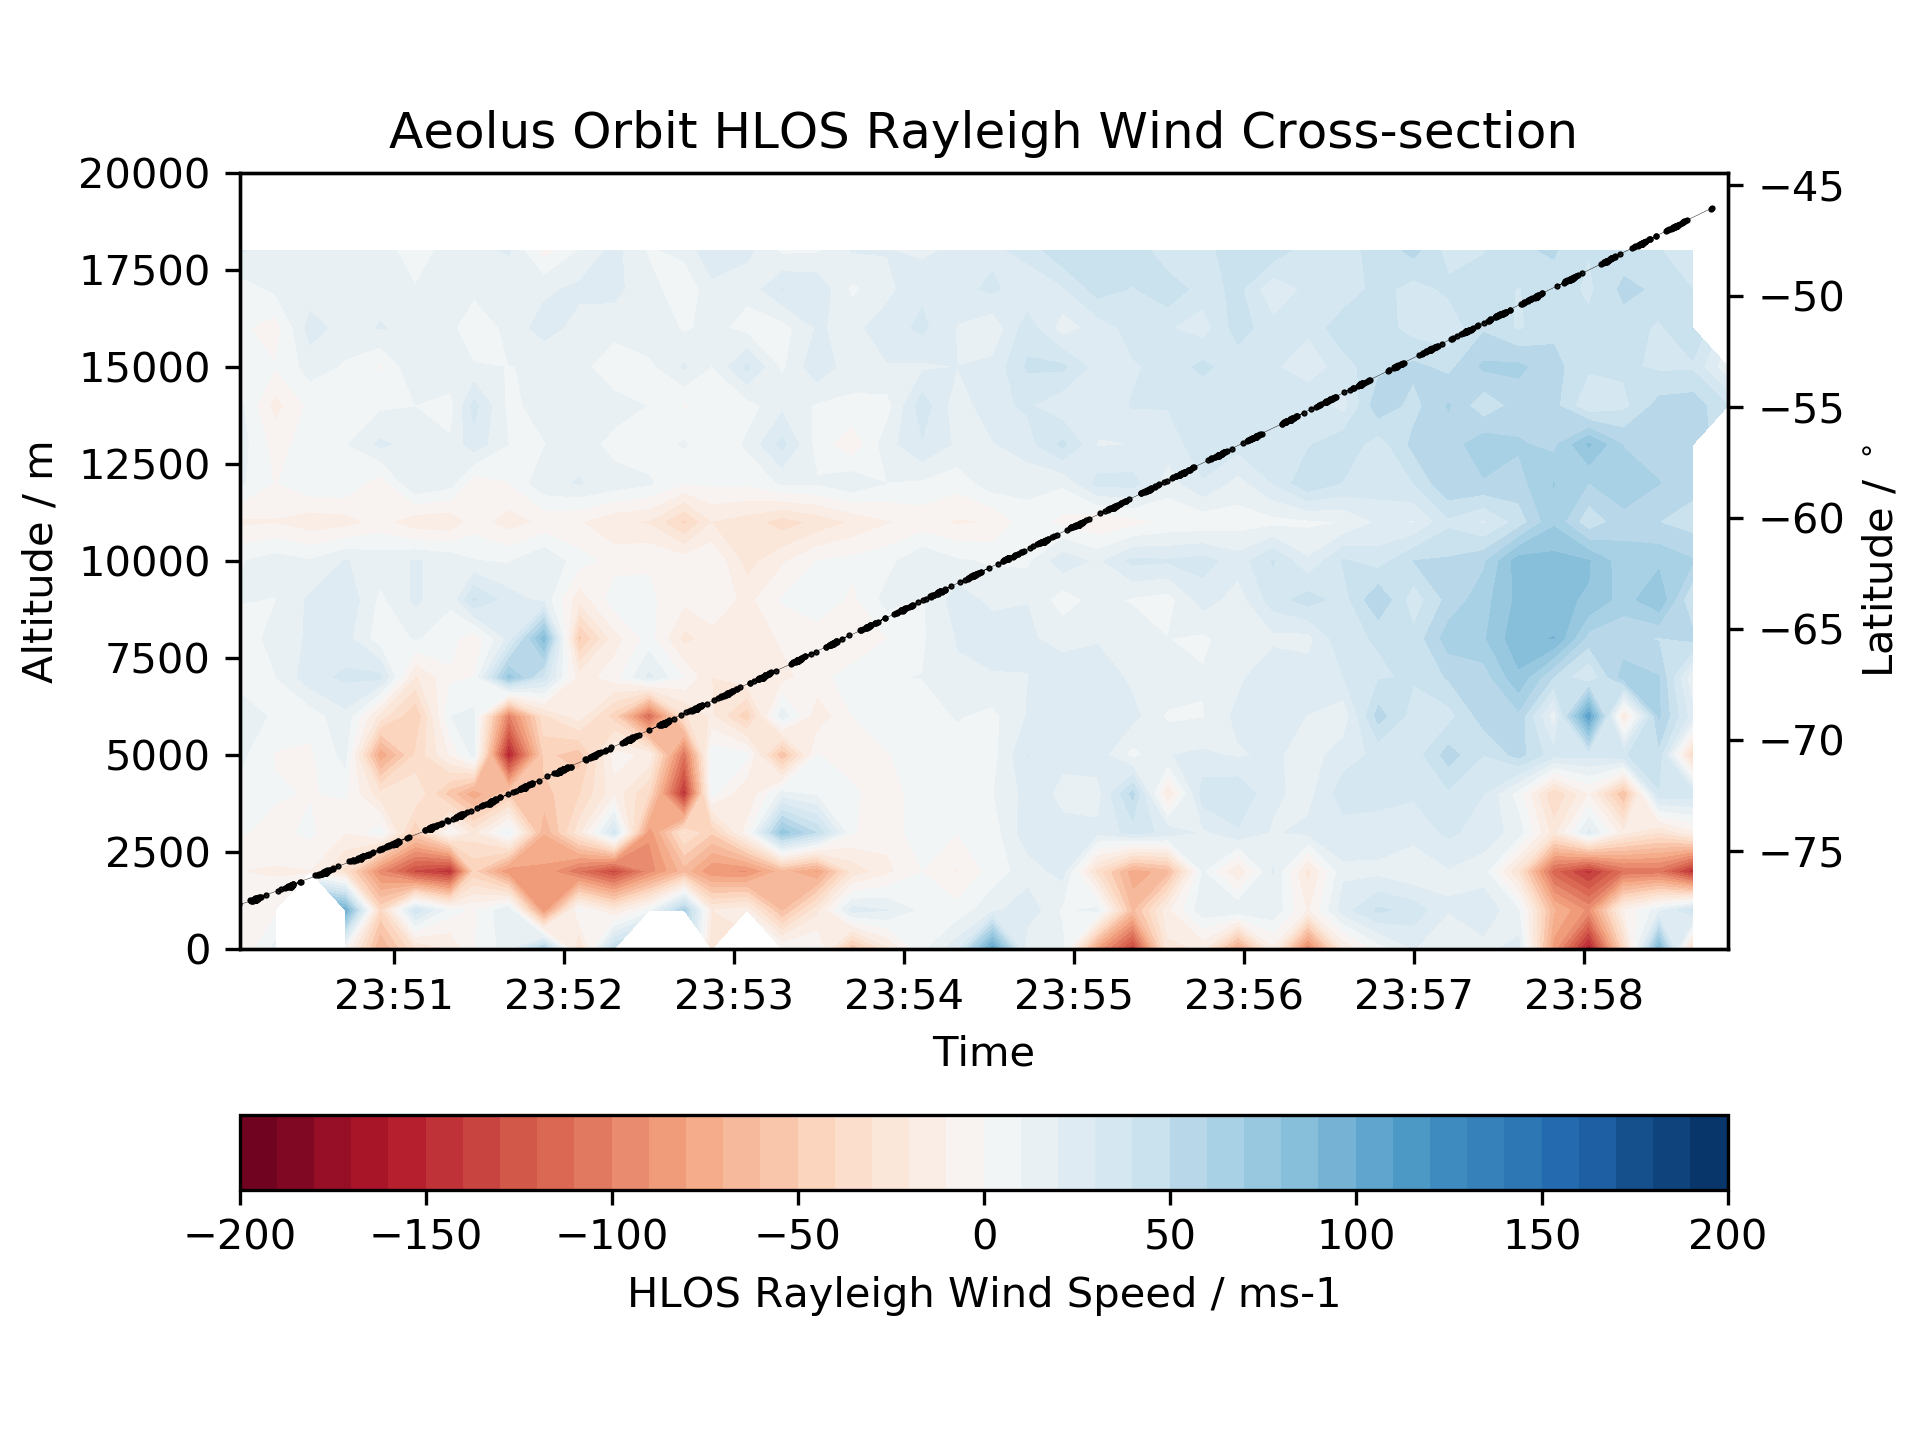 Aeolus Orbit HLOS Rayleigh Wind Cross-section
20000
17500
15000
12500
10000
7500
5000
2500
0
Altitude / m
−45
−50
−55
−60
−65
−70
−75
Latitude / °
23:51 23:52 23:53 23:54 23:55 23:56 23:57 23:58
Time
−200 −150 −100 −50 0 50 100 150 200
HLOS Rayleigh Wind Speed / ms-1